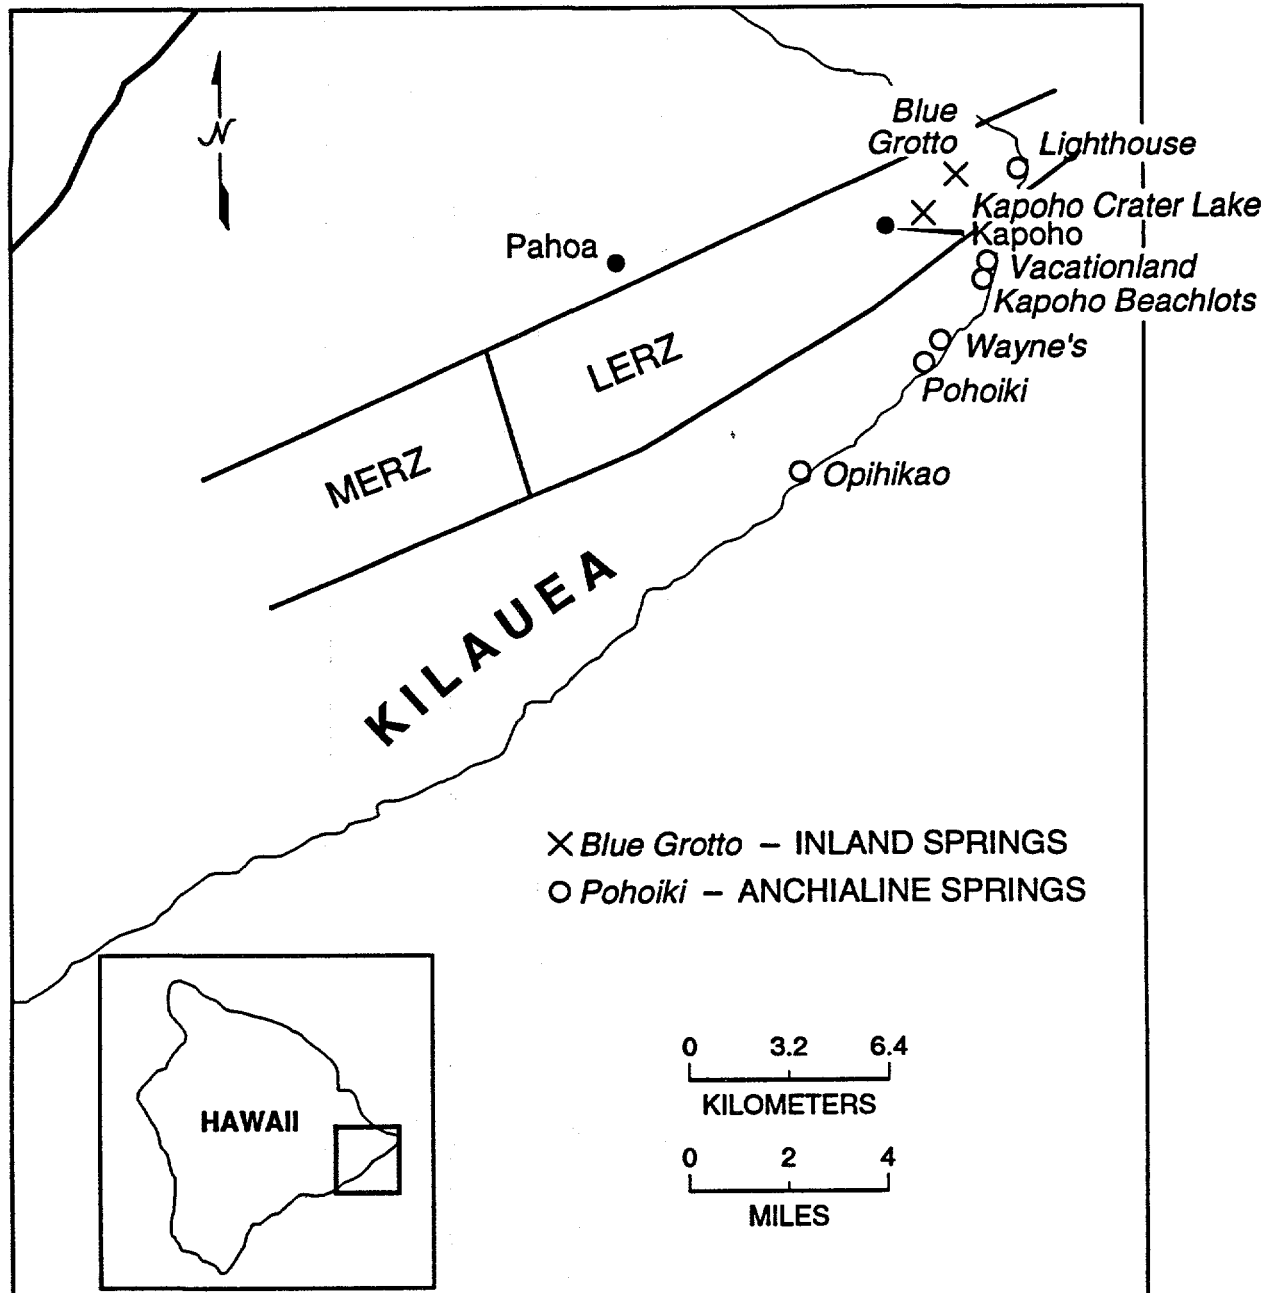 N
Blue
Grotto
Lighthouse
Kapoho Crater Lake
Kapoho
Pahoa
Vacationland
Kapoho Beachlots
Wayne's
Pohoiki
LERZ
MERZ
Opihikao
KILAUEA
Blue Grotto – INLAND SPRINGS
Pohoiki – ANCHIALINE SPRINGS
HAWAII
0 3.2 6.4
KILOMETERS
0 2 4
MILES